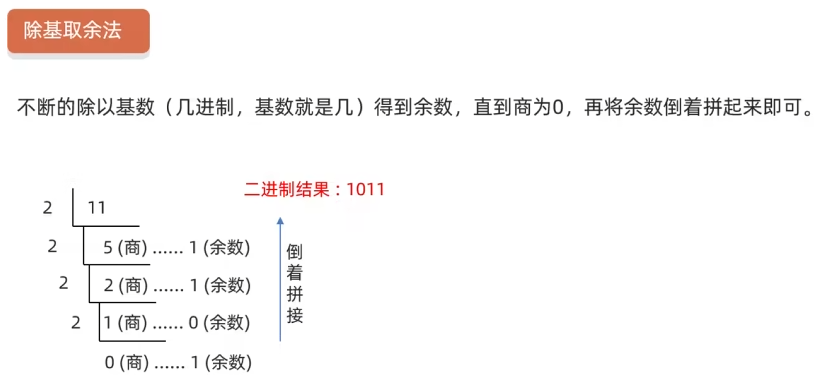 除基取余法
不断的除以基数（几进制，基数就是几）得到余数，直到商为0，再将余数倒着拼起来即可。
二进制结果：1011
2 11
2 5 (商) ...... 1 (余数)
2 2 (商) ...... 1 (余数)
2 1 (商) ...... 0 (余数)
0 (商) ...... 1 (余数)
倒着拼接